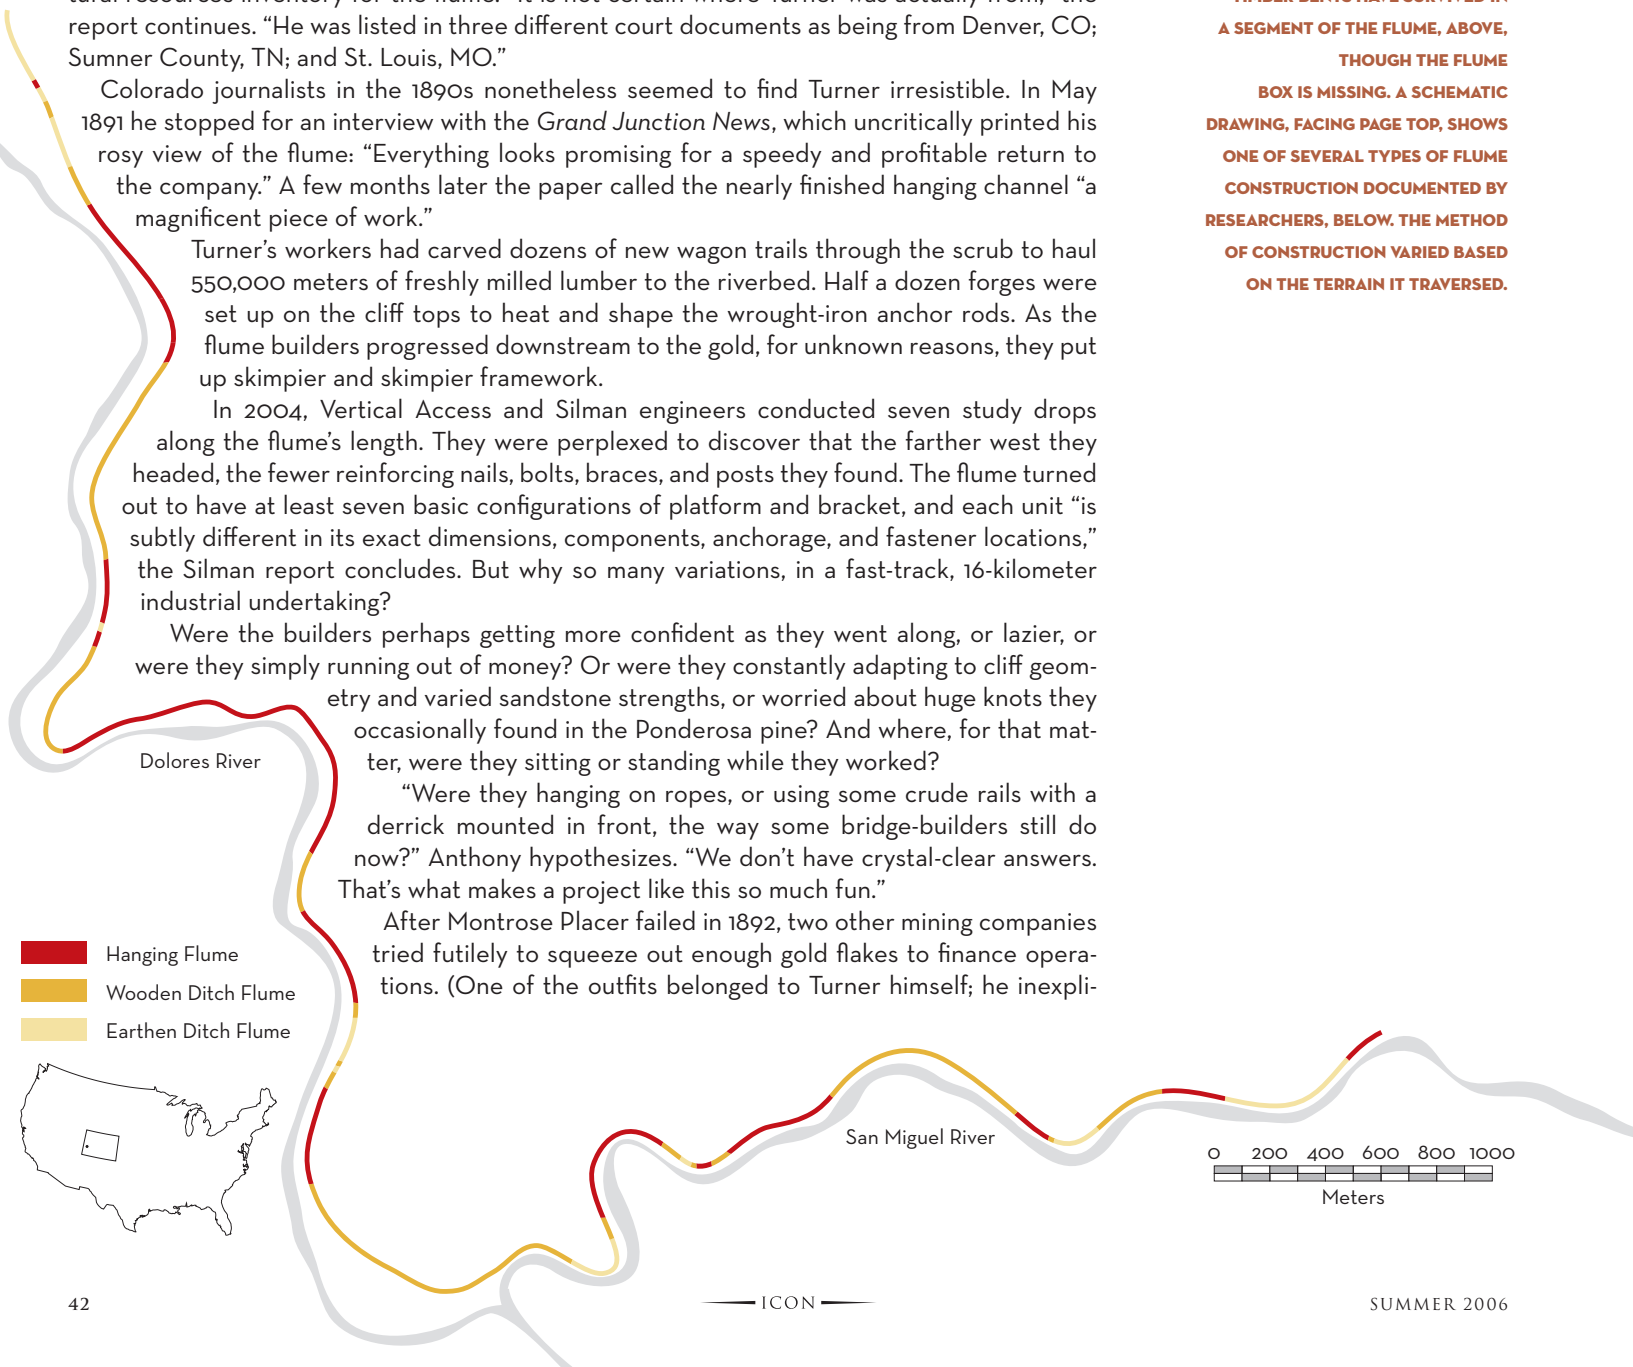 report continues. “He was listed in three different court documents as being from Denver, CO;
Sumner County, TN; and St. Louis, MO.”
Colorado journalists in the 1890s nonetheless seemed to find Turner irresistible. In May
1891 he stopped for an interview with the Grand Junction News, which uncritically printed his
rosy view of the flume: “Everything looks promising for a speedy and profitable return to
the company.” A few months later the paper called the nearly finished hanging channel “a
magnificent piece of work.”
Turner’s workers had carved dozens of new wagon trails through the scrub to haul
550,000 meters of freshly milled lumber to the riverbed. Half a dozen forges were
set up on the cliff tops to heat and shape the wrought-iron anchor rods. As the
flume builders progressed downstream to the gold, for unknown reasons, they put
up skimpier and skimpier framework.
In 2004, Vertical Access and Silman engineers conducted seven study drops
along the flume’s length. They were perplexed to discover that the farther west they
headed, the fewer reinforcing nails, bolts, braces, and posts they found. The flume turned
out to have at least seven basic configurations of platform and bracket, and each unit “is
subtly different in its exact dimensions, components, anchorage, and fastener locations,”
the Silman report concludes. But why so many variations, in a fast-track, 16-kilometer
industrial undertaking?
Were the builders perhaps getting more confident as they went along, or lazier, or
were they simply running out of money? Or were they constantly adapting to cliff geom-
etry and varied sandstone strengths, or worried about huge knots they
occasionally found in the Ponderosa pine? And where, for that mat-
ter, were they sitting or standing while they worked?
“Were they hanging on ropes, or using some crude rails with a
derrick mounted in front, the way some bridge-builders still do
now?” Anthony hypothesizes. “We don’t have crystal-clear answers.
That’s what makes a project like this so much fun.”
After Montrose Placer failed in 1892, two other mining companies
tried futilely to squeeze out enough gold flakes to finance opera-
tions. (One of the outfits belonged to Turner himself; he inexpli-
A SEGMENT OF THE FLUME, ABOVE,
THOUGH THE FLUME
BOX IS MISSING. A SCHEMATIC
DRAWING, FACING PAGE TOP, SHOWS
ONE OF SEVERAL TYPES OF FLUME
CONSTRUCTION DOCUMENTED BY
RESEARCHERS, BELOW. THE METHOD
OF CONSTRUCTION VARIED BASED
ON THE TERRAIN IT TRAVERSED.
Dolores River
Hanging Flume
Wooden Ditch Flume
Earthen Ditch Flume
San Miguel River
0 200 400 600 800 1000
Meters
42
ICON
SUMMER 2006